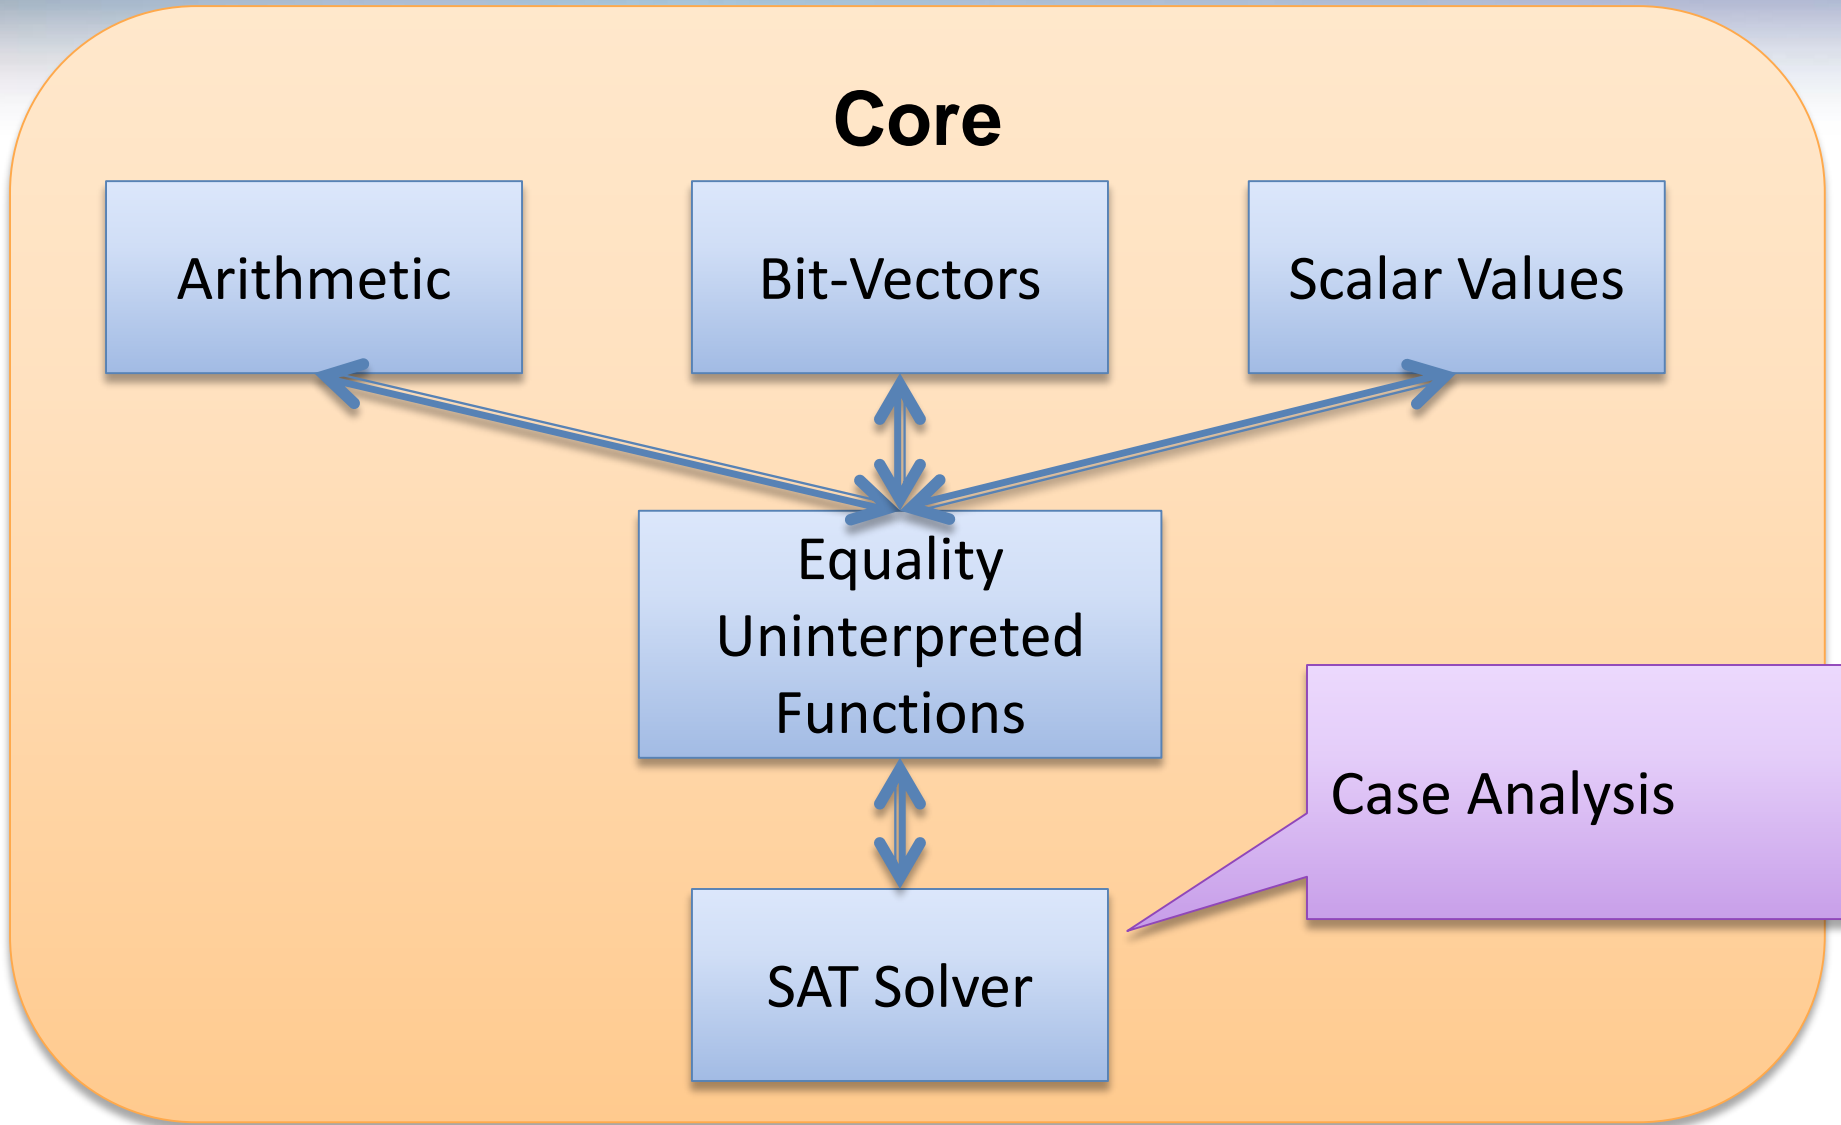 Core
Arithmetic
Bit-Vectors
Scalar Values
Equality
Uninterpreted
Functions
Case Analysis
SAT Solver